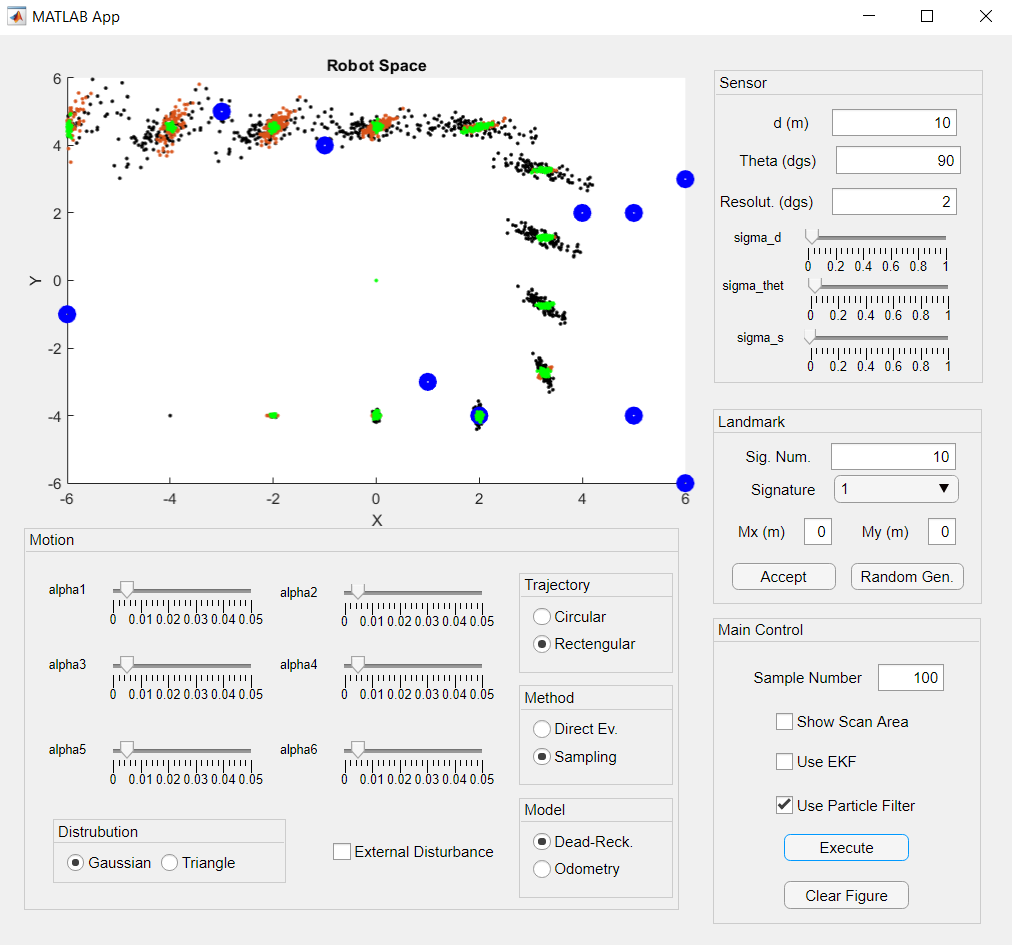 MATLAB App
Robot Space
6
4
2
0
-2
-4
-6
Y
-6 -4 -2 0 2 4 6
X
Sensor
d (m) 10
Theta (dgs) 90
Resolut. (dgs) 2
sigma_d
0 0.2 0.4 0.6 0.8 1
sigma_thet
0 0.2 0.4 0.6 0.8 1
sigma_s
0 0.2 0.4 0.6 0.8 1
Landmark
Sig. Num. 10
Signature 1
Mx (m) 0 My (m) 0
Accept Random Gen.
Motion
alpha1
0 0.01 0.02 0.03 0.04 0.05
alpha2
0 0.01 0.02 0.03 0.04 0.05
alpha3
0 0.01 0.02 0.03 0.04 0.05
alpha4
0 0.01 0.02 0.03 0.04 0.05
alpha5
0 0.01 0.02 0.03 0.04 0.05
alpha6
0 0.01 0.02 0.03 0.04 0.05
Distrubution
Gaussian Triangle
External Disturbance
Trajectory
Circular
Rectengular
Method
Direct Ev.
Sampling
Model
Dead-Reck.
Odometry
Main Control
Sample Number 100
Show Scan Area
Use EKF
Use Particle Filter
Execute
Clear Figure